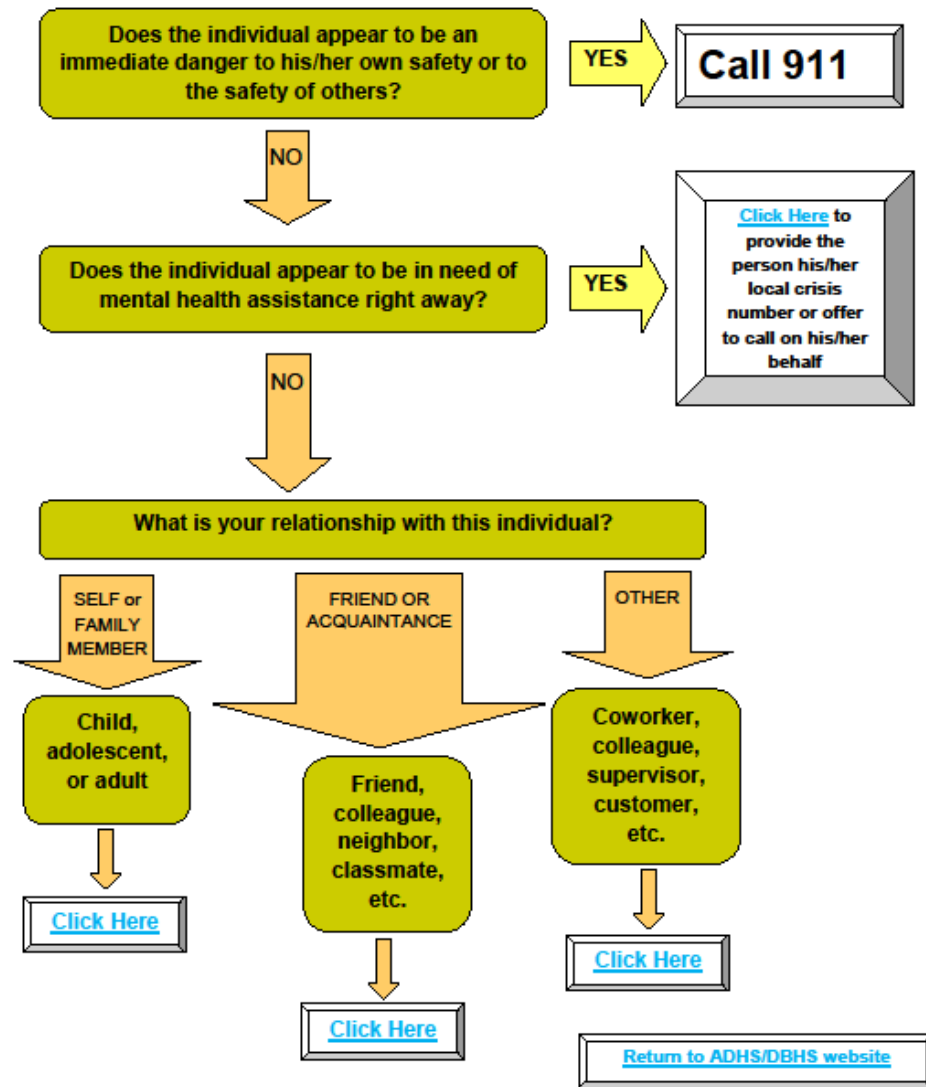 Does the individual appear to be an
immediate danger to his/her own safety or to
the safety of others?
YES
Call 911
NO
Does the individual appear to be in need of
mental health assistance right away?
YES
Click Here to
provide the
person his/her
local crisis
number or offer
to call on his/her
behalf
NO
What is your relationship with this individual?
SELF or
FAMILY
MEMBER
FRIEND OR
ACQUAINTANCE
OTHER
Child,
adolescent,
or adult
Friend,
colleague,
neighbor,
classmate,
etc.
Coworker,
colleague,
supervisor,
customer,
etc.
Click Here
Click Here
Click Here
Return to ADHS/DBHS website